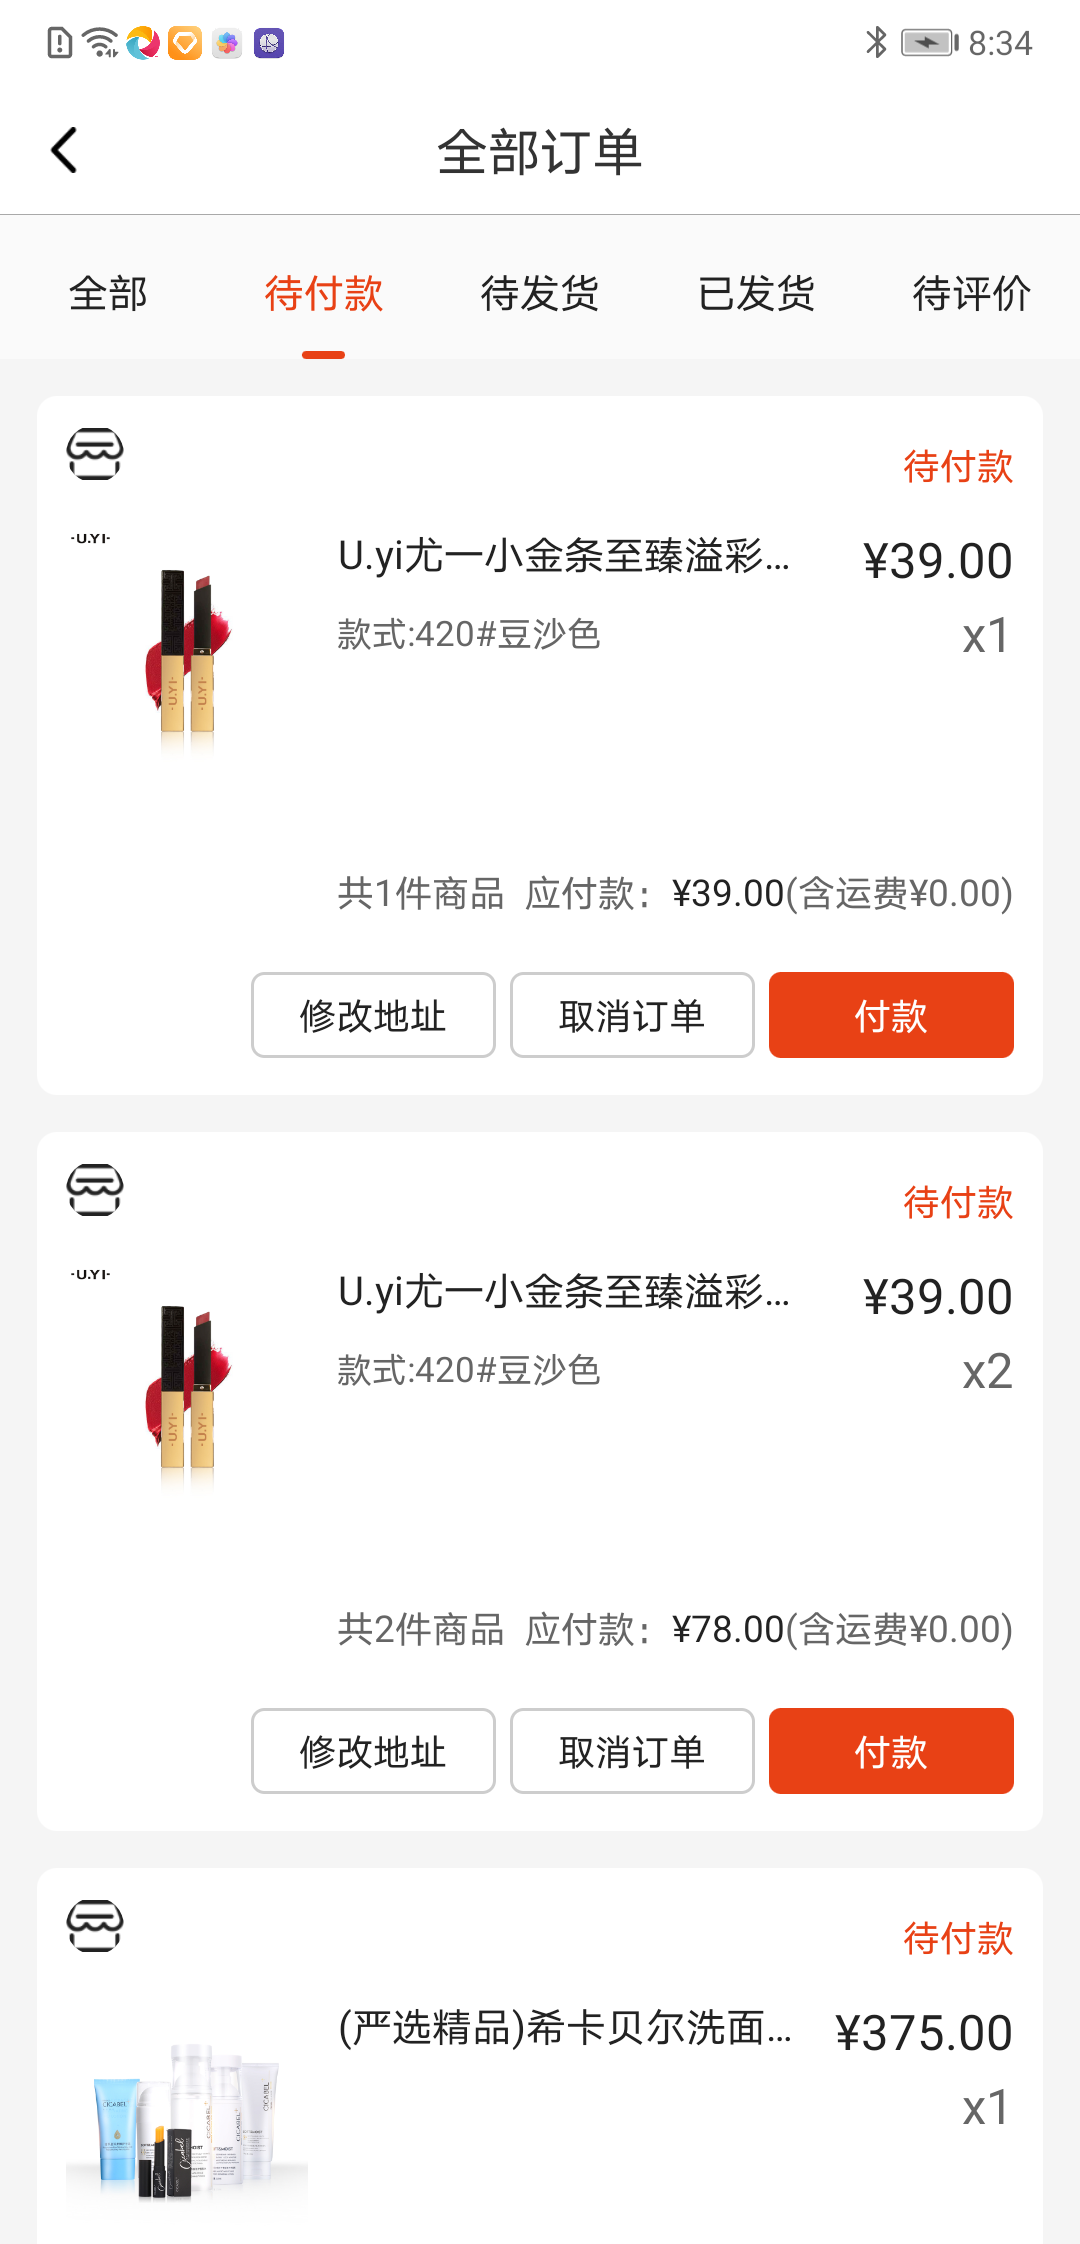 8:34
全部订单
全部 待付款 待发货 已发货 待评价
待付款
·U.YI·
U.yi尤一小金条至臻溢彩... ¥39.00
款式:420#豆沙色 x1
·U.YI· ·U.YI·
共1件商品 应付款：¥39.00(含运费¥0.00)
修改地址 取消订单 付款
待付款
·U.YI·
U.yi尤一小金条至臻溢彩... ¥39.00
款式:420#豆沙色 x2
·U.YI· ·U.YI·
共2件商品 应付款：¥78.00(含运费¥0.00)
修改地址 取消订单 付款
待付款
(严选精品)希卡贝尔洗面... ¥375.00
x1
CICABEL